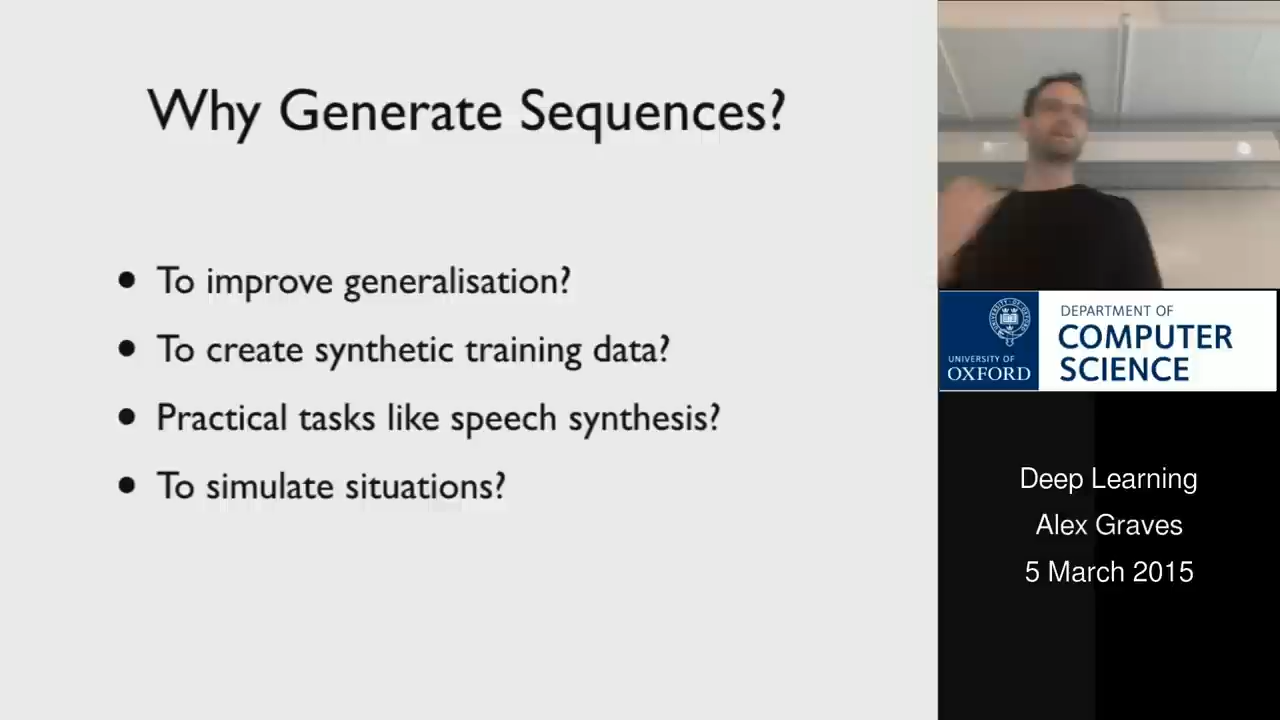 Why Generate Sequences?
• To improve generalisation?
• To create synthetic training data?
• Practical tasks like speech synthesis?
• To simulate situations?
UNIVERSITY OF
OXFORD
DEPARTMENT OF
COMPUTER
SCIENCE
Deep Learning
Alex Graves
5 March 2015